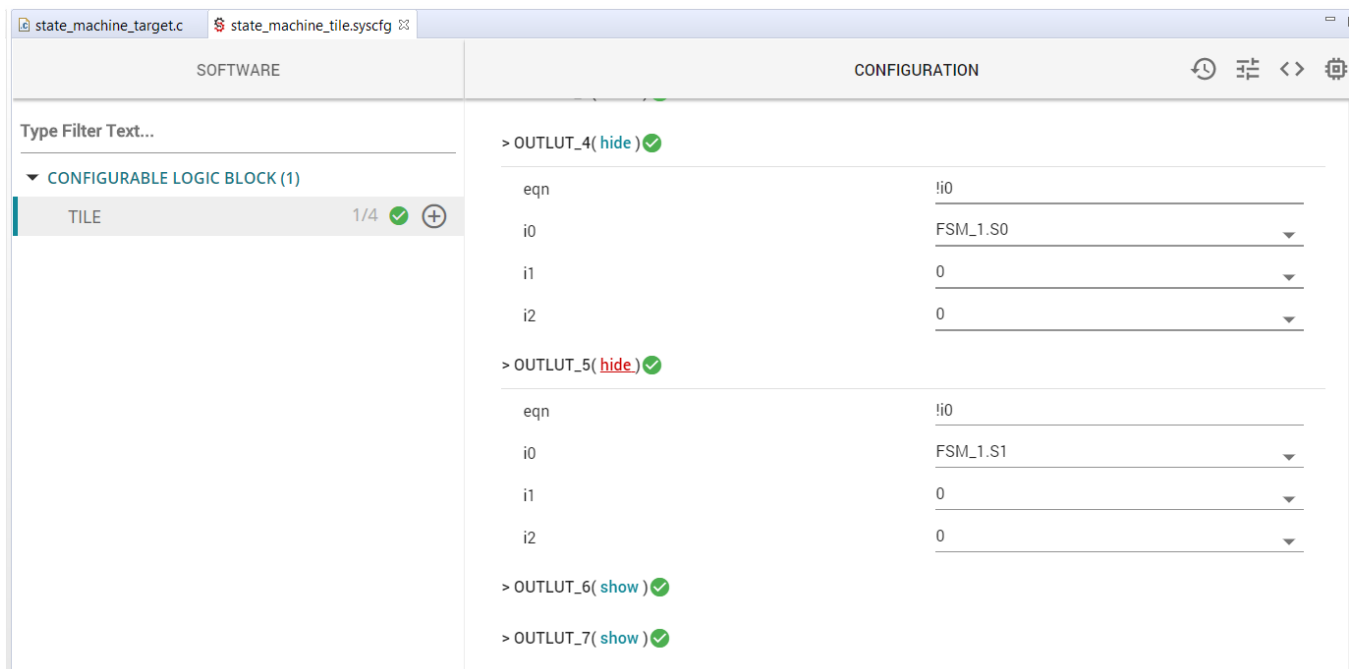 state_machine_target.c
state_machine_tile.syscfg
SOFTWARE
CONFIGURATION
Type Filter Text...
CONFIGURABLE LOGIC BLOCK (1)
TILE 1/4
> OUTLUT_4( hide )
eqn !i0
i0 FSM_1.S0
i1 0
i2 0
> OUTLUT_5( hide )
eqn !i0
i0 FSM_1.S1
i1 0
i2 0
> OUTLUT_6( show )
> OUTLUT_7( show )